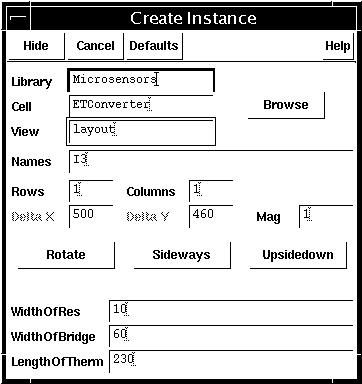 Create Instance
Hide Cancel Defaults Help
Library Microsensors
Cell ETConverter Browse
View layout
Names I3
Rows 1 Columns 1
Delta X 500 Delta Y 460 Mag 1
Rotate Sideways Upsidedown
WidthOfRes 10
WidthOfBridge 60
LengthOfTherm 230